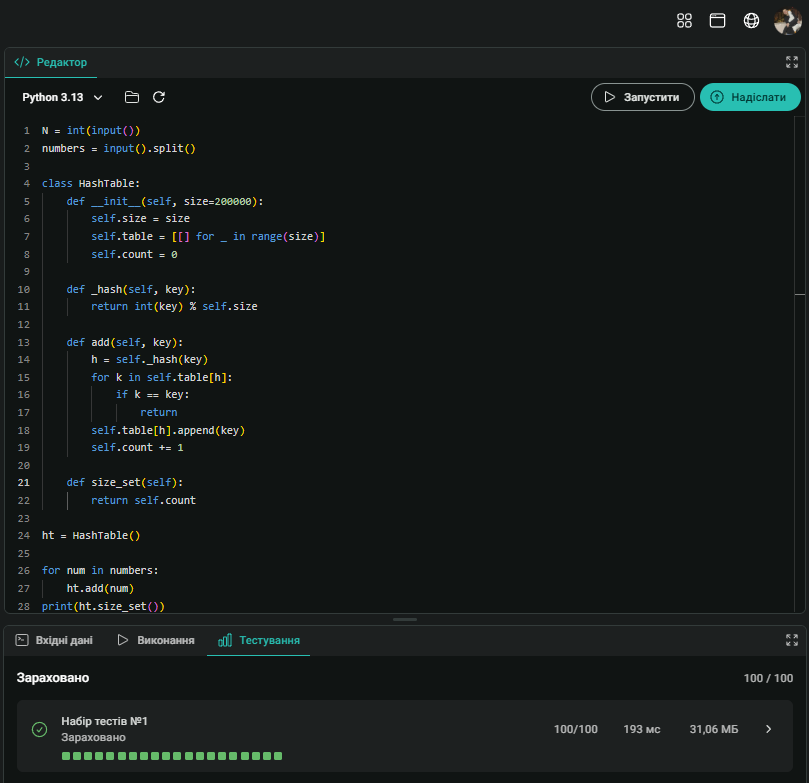 </> Редактор
Python 3.13
Запустити
Надіслати
1 N = int(input())
2 numbers = input().split()
3
4 class HashTable:
5     def __init__(self, size=200000):
6         self.size = size
7         self.table = [[] for _ in range(size)]
8         self.count = 0
9
10     def _hash(self, key):
11         return int(key) % self.size
12
13     def add(self, key):
14         h = self._hash(key)
15         for k in self.table[h]:
16             if k == key:
17                 return
18         self.table[h].append(key)
19         self.count += 1
20
21     def size_set(self):
22         return self.count
23
24 ht = HashTable()
25
26 for num in numbers:
27     ht.add(num)
28 print(ht.size_set())
Вхідні дані
Виконання
Тестування
Зараховано
100 / 100
Набір тестів №1
Зараховано
100/100
193 мс
31,06 МБ